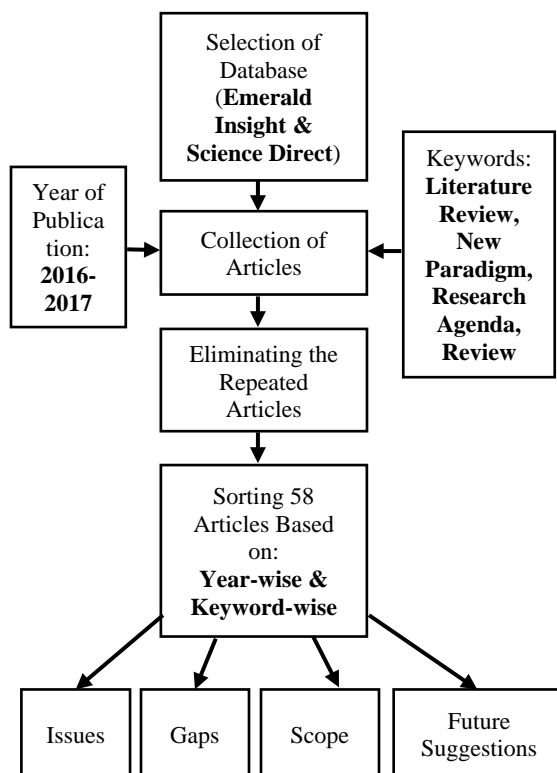 Selection of
Database
(Emerald
Insight &
Science Direct)
Year of
Publica
tion:
2016-
2017
Collection of
Articles
Keywords:
Literature
Review,
New
Paradigm,
Research
Agenda,
Review
Eliminating the
Repeated
Articles
Sorting 58
Articles Based
on:
Year-wise &
Keyword-wise
Issues
Gaps
Scope
Future
Suggestions